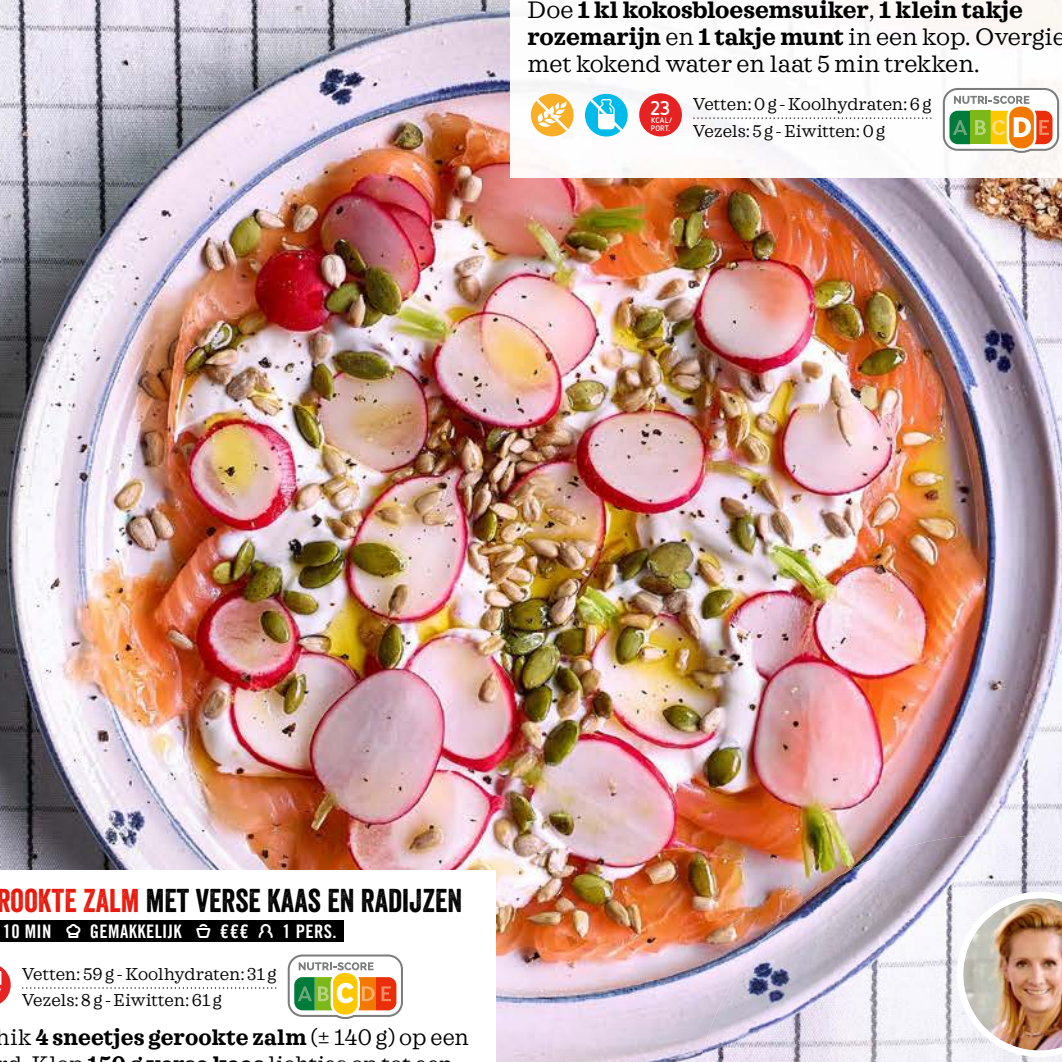 Doe 1 kl kokosbloesemsuiker, 1 klein takje
rozemarijn en 1 takje munt in een kop. Overgie
met kokend water en laat 5 min trekken.
23
KCAL/
PORT.
Vetten: 0 g - Koolhydraten: 6 g
Vezels: 5 g - Eiwitten: 0 g
NUTRI-SCORE
A B C D E
ROOKTE ZALM MET VERSE KAAS EN RADIJZEN
10 MIN GEMAKKELIJK €€€ 1 PERS.
Vetten: 59 g - Koolhydraten: 31 g
Vezels: 8 g - Eiwitten: 61 g
NUTRI-SCORE
A B C D E
hik 4 sneetjes gerookte zalm (± 140 g) op een